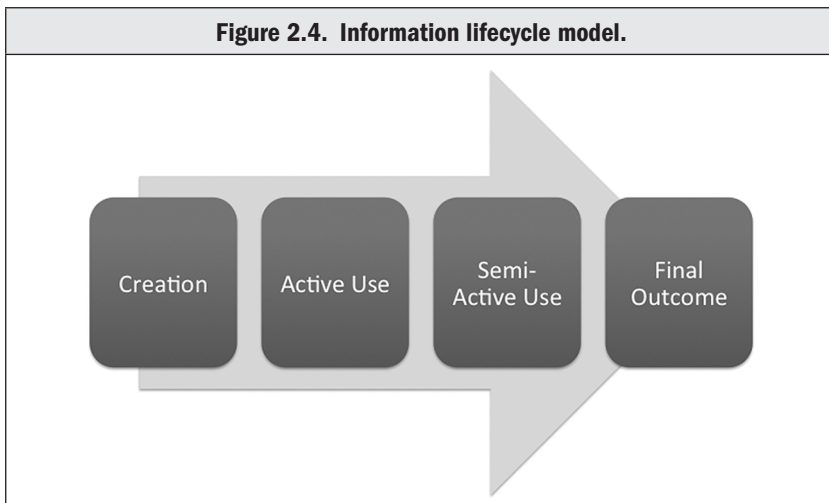 Figure 2.4. Information lifecycle model.
Creation
Active Use
Semi-
Active Use
Final
Outcome